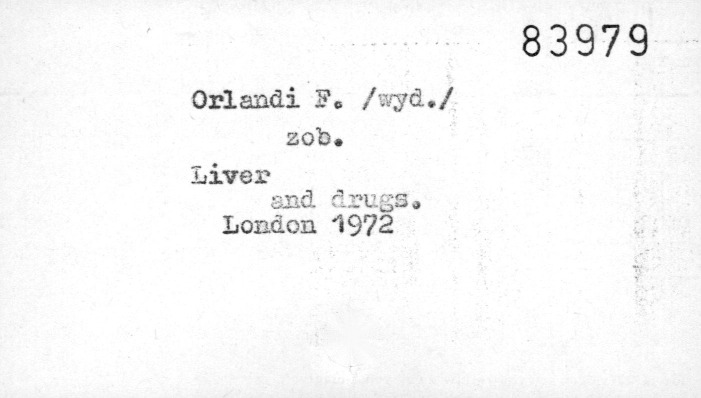 83979
Orlandi F. /wyd./
zob.
Liver
and drugs.
London 1972